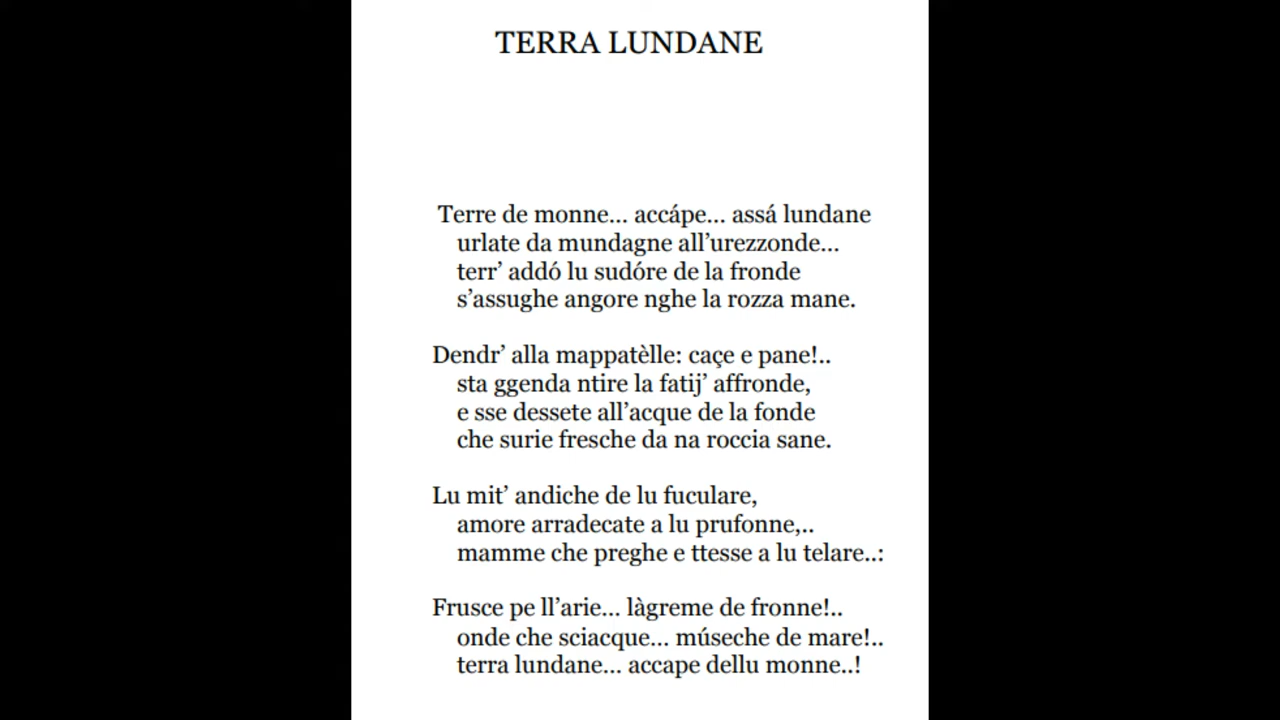 TERRA LUNDANE
Terre de monne... accápe... assá lundane
urlate da mundagne all’urezzonde...
terr’ addó lu sudóre de la fronde
s’assughe angore nghe la rozza mane.
Dendr’ alla mappatèlle: caçe e pane!..
sta ggenda ntire la fatij’ affronde,
e sse dessete all’acque de la fonde
che surie fresche da na roccia sane.
Lu mit’ andiche de lu fuculare,
amore arradecate a lu prufonne,..
mamme che preghe e ttesse a lu telare..:
Frusce pe ll’arie... làgreme de fronne!..
onde che sciacque... múseche de mare!..
terra lundane... accape dellu monne..!